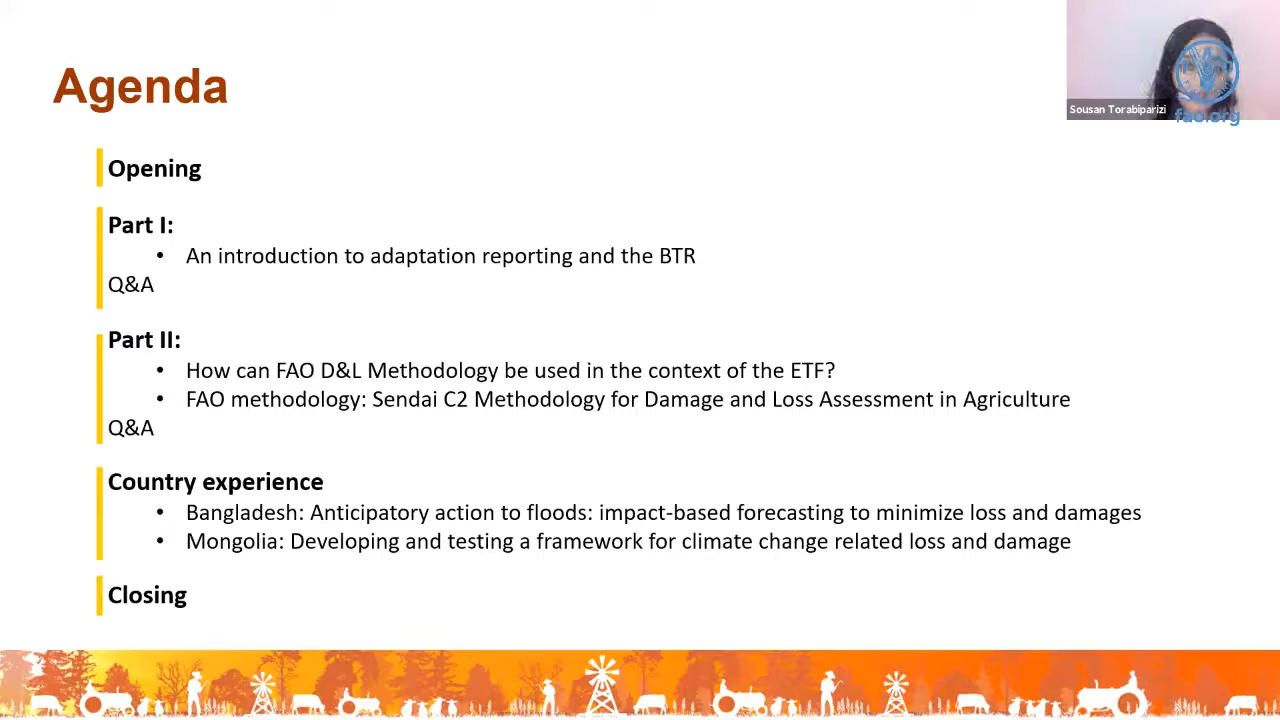 Agenda
Sousan Torabiparizi
fao.org
Opening
Part I:
• An introduction to adaptation reporting and the BTR
Q&A
Part II:
• How can FAO D&L Methodology be used in the context of the ETF?
• FAO methodology: Sendai C2 Methodology for Damage and Loss Assessment in Agriculture
Q&A
Country experience
• Bangladesh: Anticipatory action to floods: impact-based forecasting to minimize loss and damages
• Mongolia: Developing and testing a framework for climate change related loss and damage
Closing